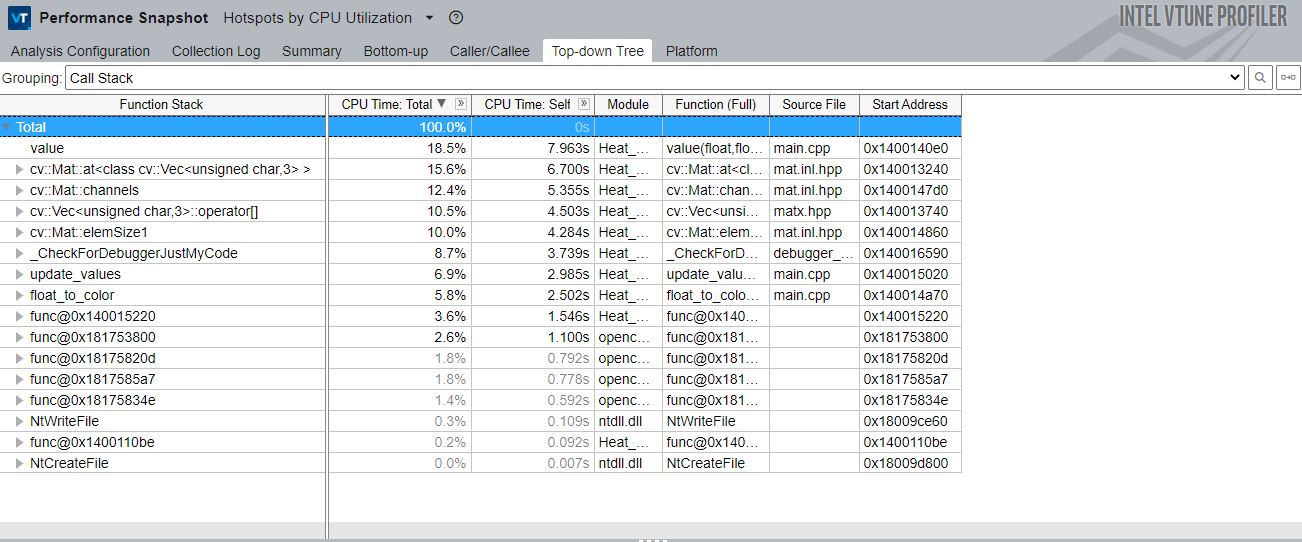 VT Performance Snapshot Hotspots by CPU Utilization ?
INTEL VTUNE PROFILER
Analysis Configuration Collection Log Summary Bottom-up Caller/Callee Top-down Tree Platform
Grouping: Call Stack
Function Stack CPU Time: Total CPU Time: Self Module Function (Full) Source File Start Address
Total 100.0% 0s
value 18.5% 7.963s Heat_... value(float,flo... main.cpp 0x1400140e0
cv::Mat::at<class cv::Vec<unsigned char,3> > 15.6% 6.700s Heat_... cv::Mat::at<cl... mat.inl.hpp 0x140013240
cv::Mat::channels 12.4% 5.355s Heat_... cv::Mat::chan... mat.inl.hpp 0x1400147d0
cv::Vec<unsigned char,3>::operator[] 10.5% 4.503s Heat_... cv::Vec<unsi... matx.hpp 0x140013740
cv::Mat::elemSize1 10.0% 4.284s Heat_... cv::Mat::elem... mat.inl.hpp 0x140014860
_CheckForDebuggerJustMyCode 8.7% 3.739s Heat_... _CheckForD... debugger_... 0x140016590
update_values 6.9% 2.985s Heat_... update_valu... main.cpp 0x140015020
float_to_color 5.8% 2.502s Heat_... float_to_colo... main.cpp 0x140014a70
func@0x140015220 3.6% 1.546s Heat_... func@0x140... 0x140015220
func@0x181753800 2.6% 1.100s openc... func@0x181... 0x181753800
func@0x18175820d 1.8% 0.792s openc... func@0x181... 0x18175820d
func@0x1817585a7 1.8% 0.778s openc... func@0x181... 0x1817585a7
func@0x18175834e 1.4% 0.592s openc... func@0x181... 0x18175834e
NtWriteFile 0.3% 0.109s ntdll.dll NtWriteFile 0x18009ce60
func@0x1400110be 0.2% 0.092s Heat_... func@0x140... 0x1400110be
NtCreateFile 0.0% 0.007s ntdll.dll NtCreateFile 0x18009d800